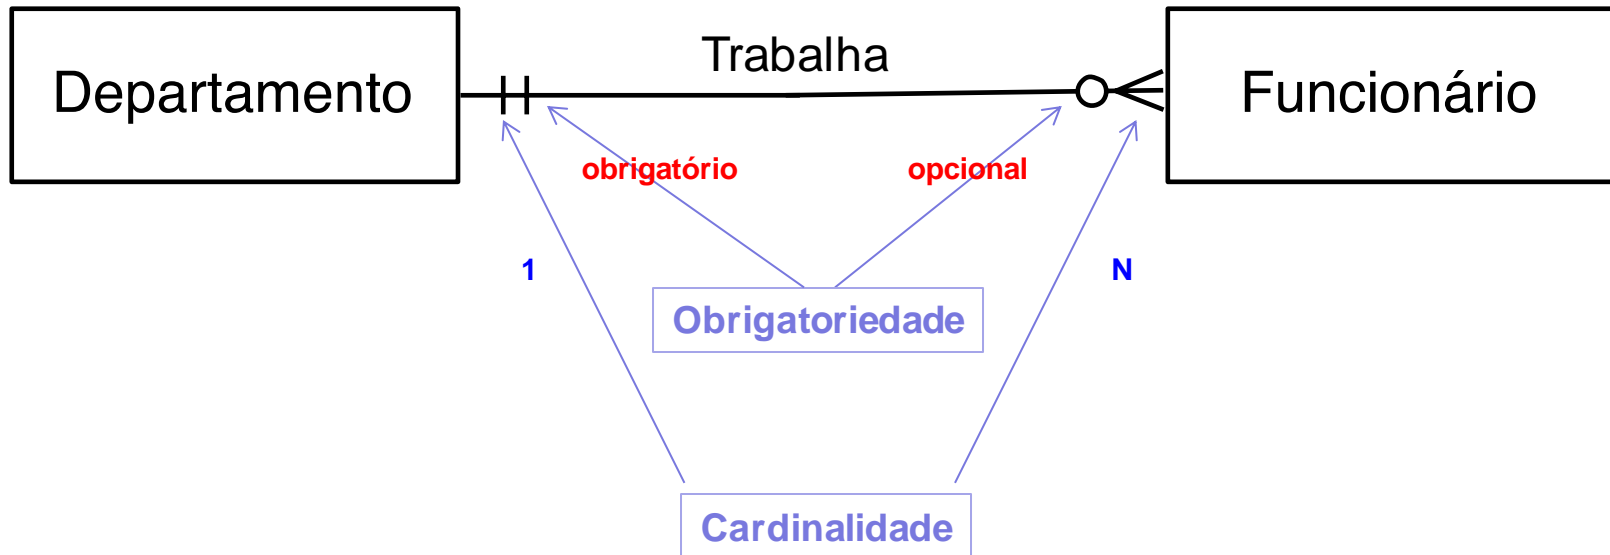 Trabalha
Departamento
Funcionário
obrigatório
opcional
1
N
Obrigatoriedade
Cardinalidade